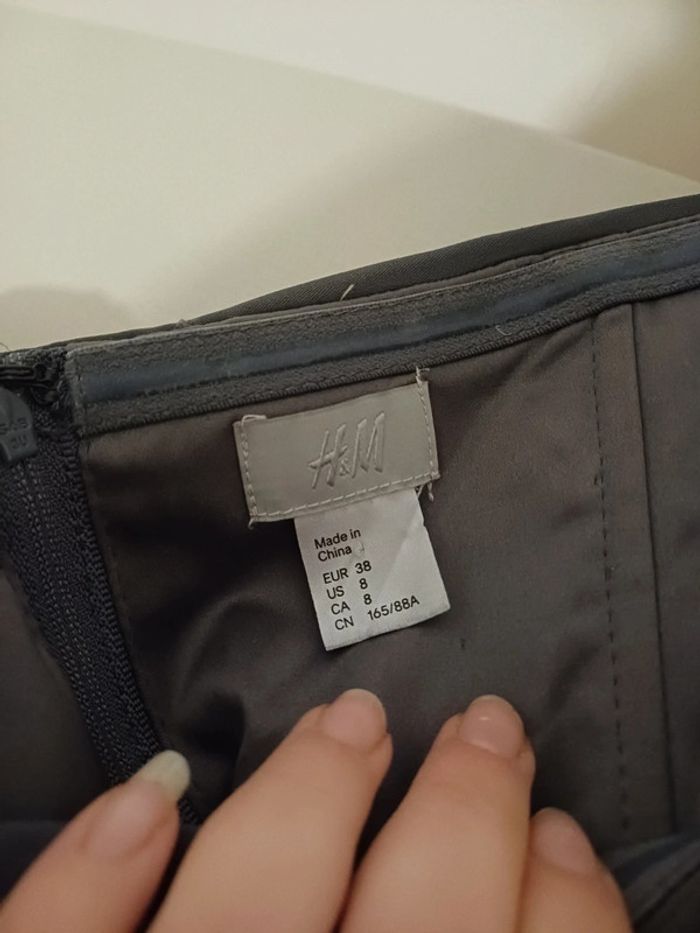 H&M
Made in
China
EUR 38
US 8
CA 8
CN 165/88A